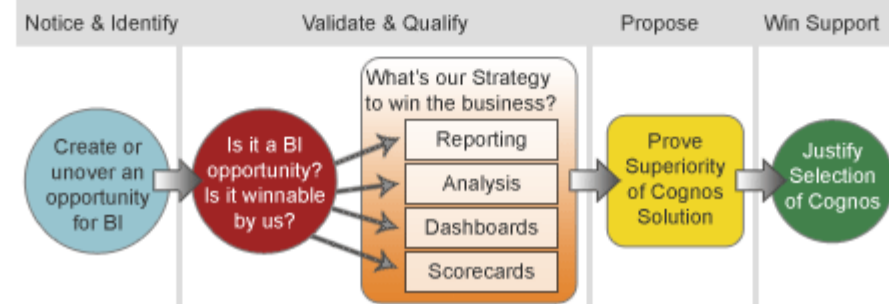 Notice & Identify
Validate & Qualify
Propose
Win Support
Create or
unover an
opportunity
for BI
Is it a BI
opportunity?
Is it winnable
by us?
What's our Strategy
to win the business?
Reporting
Analysis
Dashboards
Scorecards
Prove
Superiority
of Cognos
Solution
Justify
Selection
of Cognos